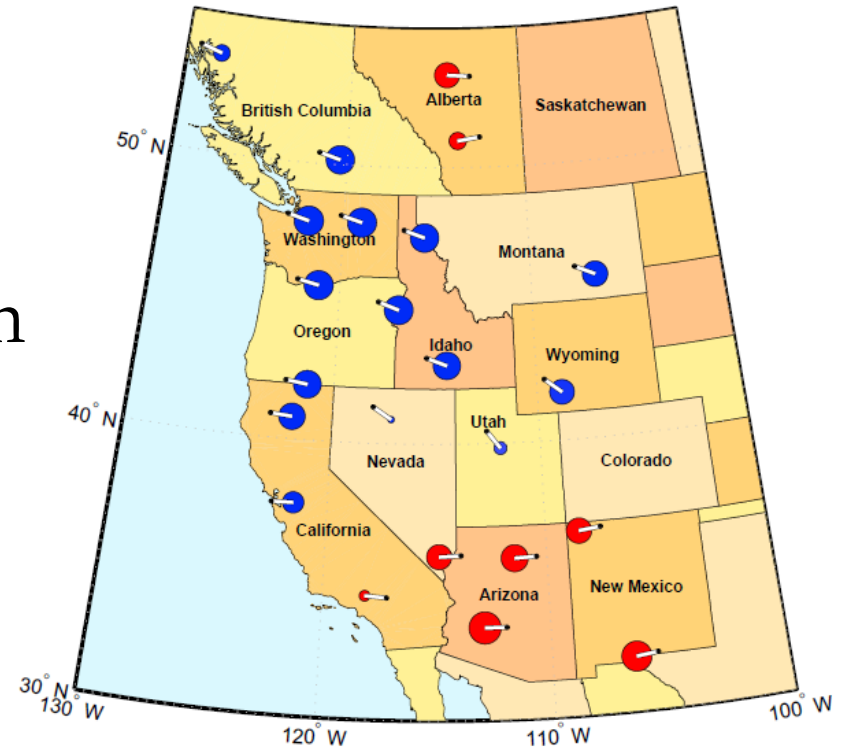 British Columbia
Alberta
Saskatchewan
50° N
Washington
Montana
n
Oregon
Idaho
Wyoming
40° N
Utah
Nevada
Colorado
California
Arizona
New Mexico
30° N
130° W
120° W
110° W
100° W